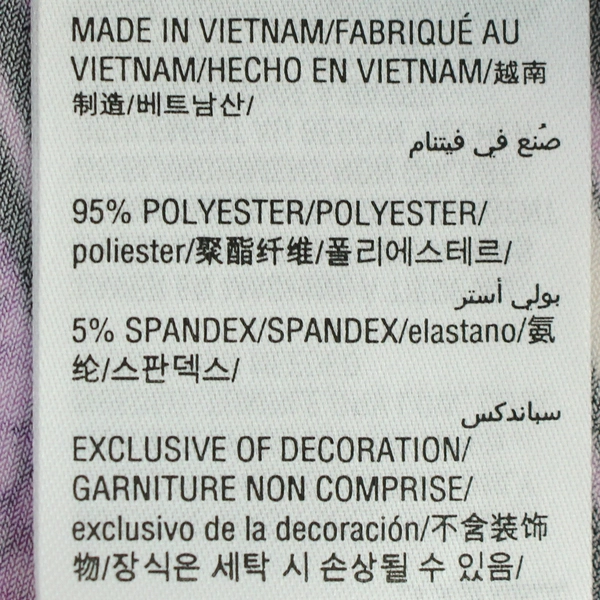 MADE IN VIETNAM/FABRIQUÉ AU
VIETNAM/HECHO EN VIETNAM/越南
制造/베트남산/
صُنع في فيتنام
95% POLYESTER/POLYESTER/
poliester/聚酯纤维/폴리에스테르/
بولي أستر
5% SPANDEX/SPANDEX/elastano/氨
纶/스판덱스/
سباندكس
EXCLUSIVE OF DECORATION/
GARNITURE NON COMPRISE/
exclusivo de la decoración/不含装饰
物/장식은 세탁 시 손상될 수 있음/